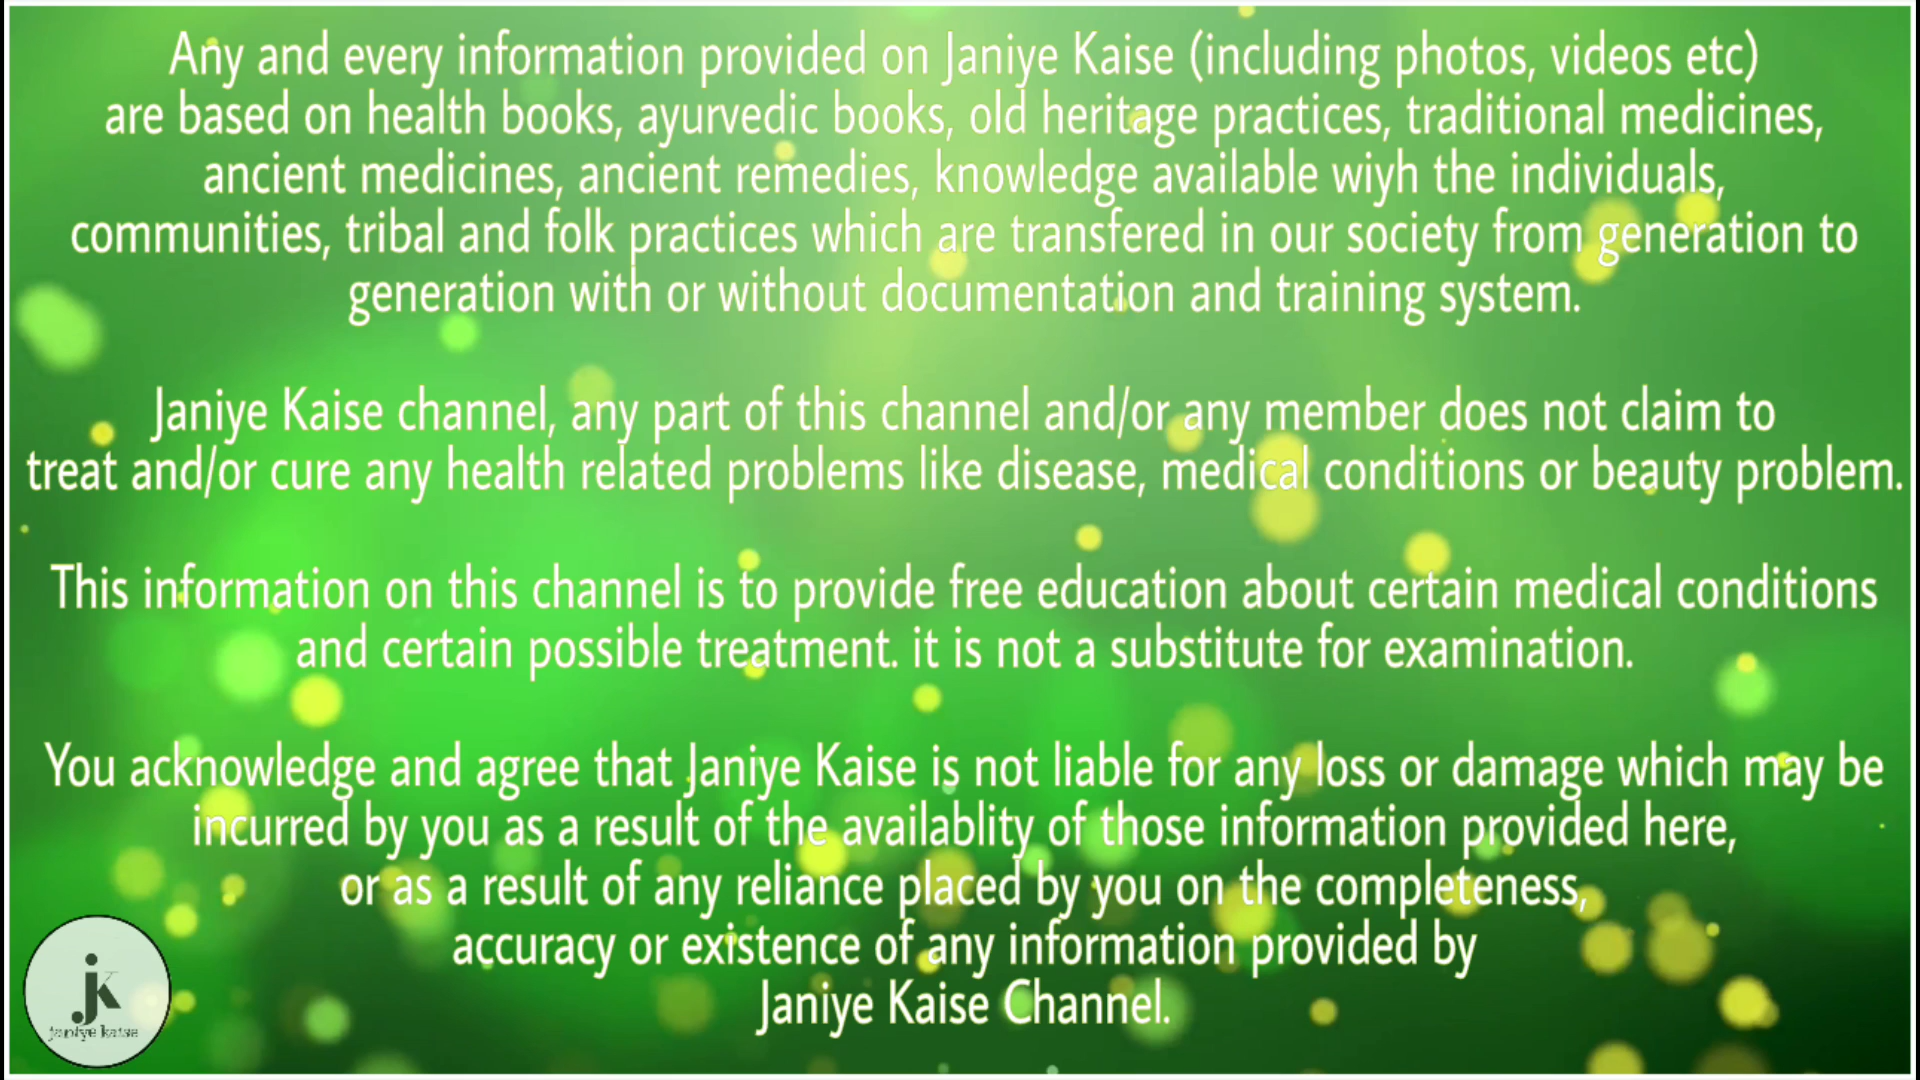 Any and every information provided on Janiye Kaise (including photos, videos etc)
are based on health books, ayurvedic books, old heritage practices, traditional medicines,
ancient medicines, ancient remedies, knowledge available wiyh the individuals,
communities, tribal and folk practices which are transfered in our society from generation to
generation with or without documentation and training system.
Janiye Kaise channel, any part of this channel and/or any member does not claim to
treat and/or cure any health related problems like disease, medical conditions or beauty problem.
This information on this channel is to provide free education about certain medical conditions
and certain possible treatment. it is not a substitute for examination.
You acknowledge and agree that Janiye Kaise is not liable for any loss or damage which may be
incurred by you as a result of the availablity of those information provided here,
or as a result of any reliance placed by you on the completeness,
accuracy or existence of any information provided by
Janiye Kaise Channel.
jk
janiye kaise